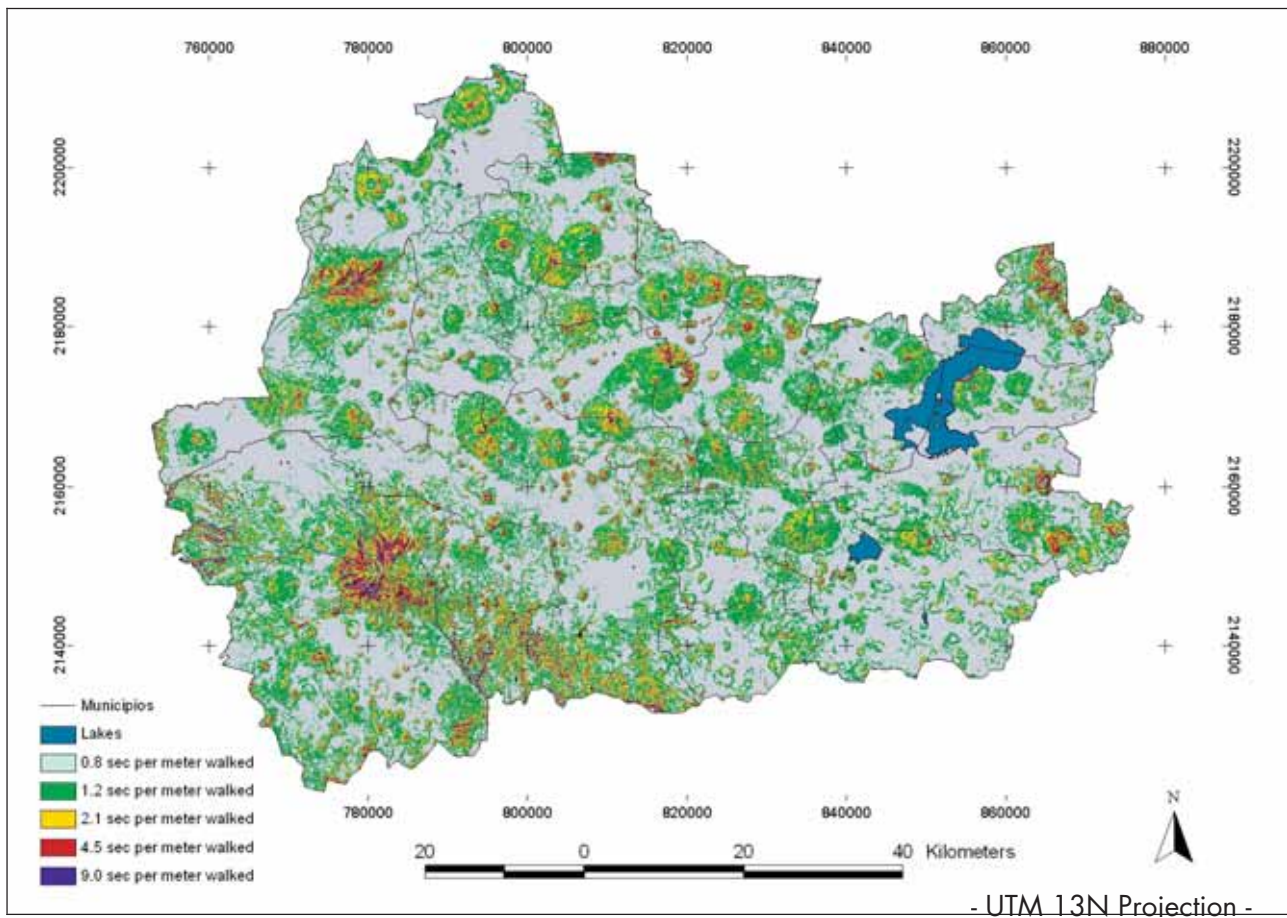 760000 780000 800000 820000 840000 860000 880000
2200000 2200000
2180000 2180000
2160000 2160000
2140000 2140000
Municipios
Lakes
0.8 sec per meter walked
1.2 sec per meter walked
2.1 sec per meter walked
4.5 sec per meter walked
9.0 sec per meter walked
780000 800000 820000 840000 860000
20 0 20 40 Kilometers
N
- UTM 13N Projection -